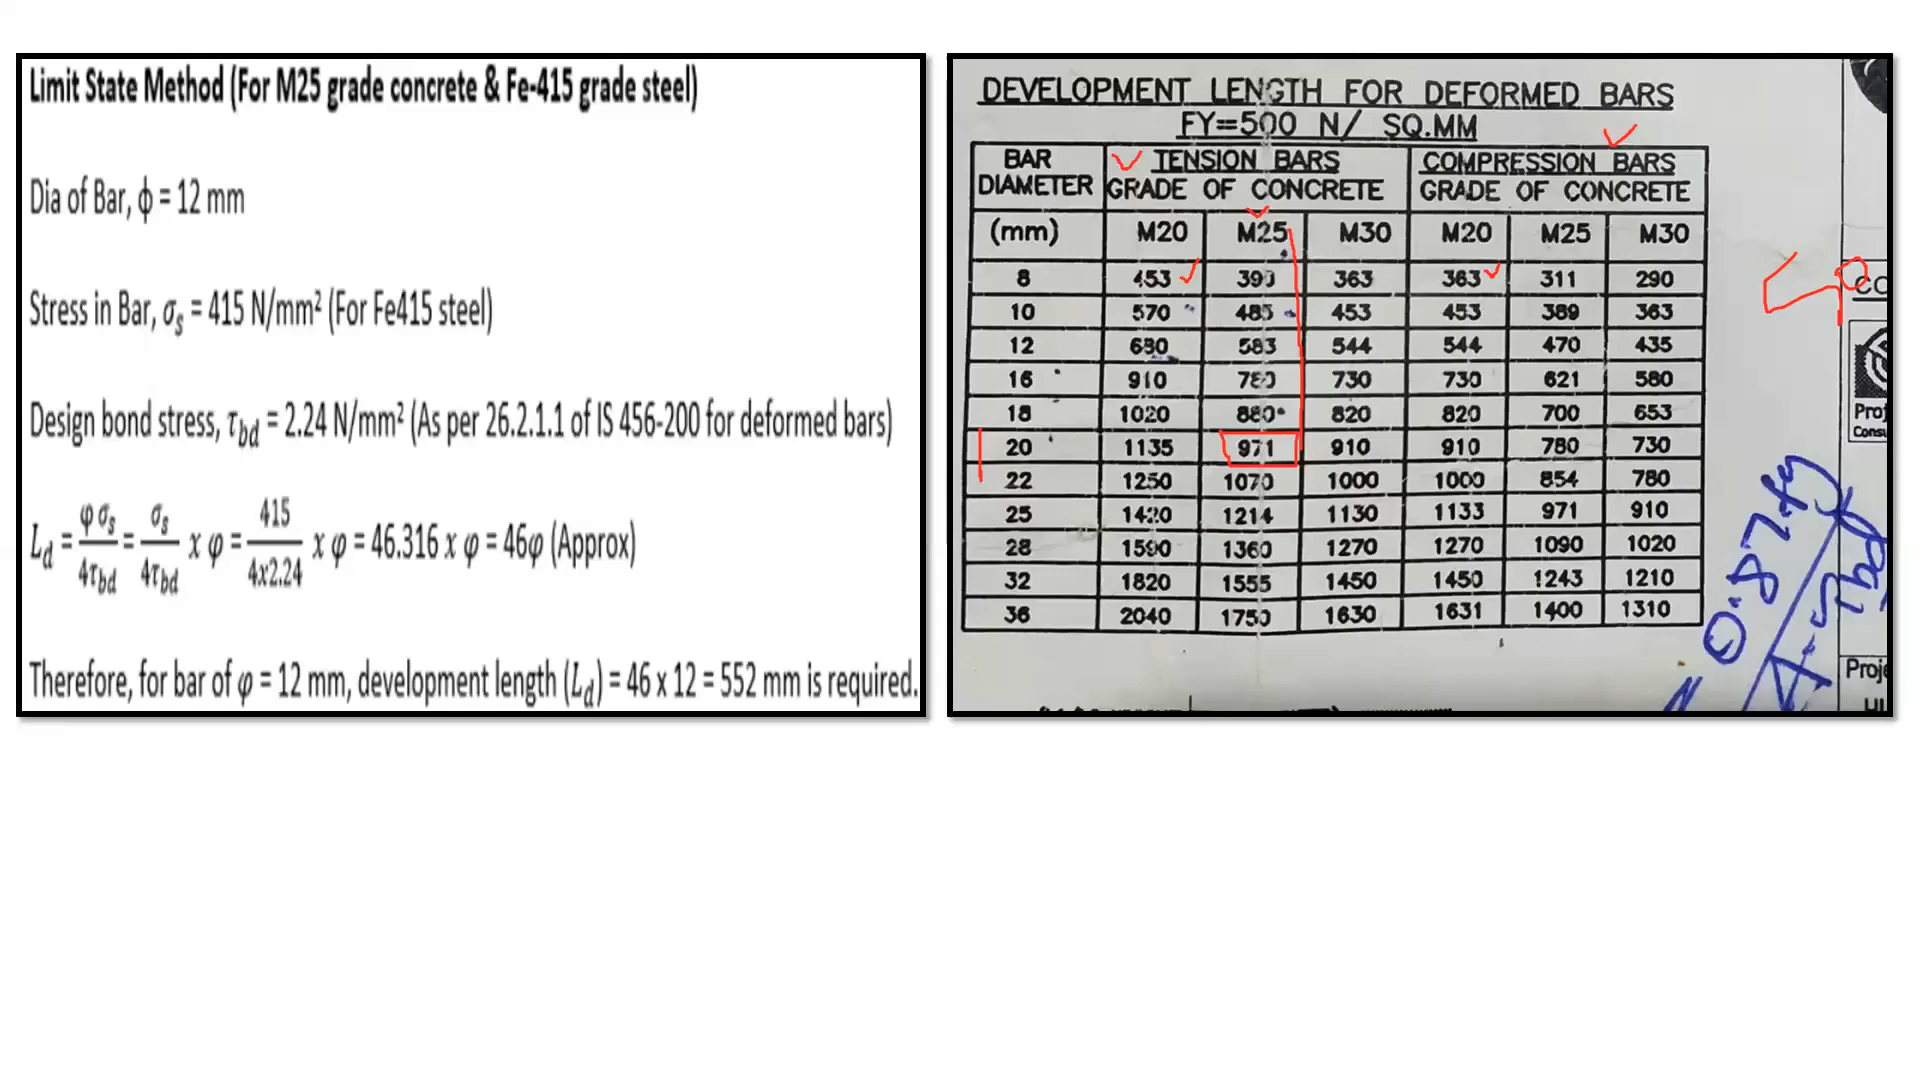 Limit State Method (For M25 grade concrete & Fe-415 grade steel)
Dia of Bar, ϕ = 12 mm
Stress in Bar, σs = 415 N/mm² (For Fe415 steel)
Design bond stress, τbd = 2.24 N/mm² (As per 26.2.1.1 of IS 456-200 for deformed bars)
Ld = φ σs / 4τbd = σs / 4τbd x φ = 415 / 4x2.24 x φ = 46.316 x φ = 46φ (Approx)
Therefore, for bar of φ = 12 mm, development length (Ld) = 46 x 12 = 552 mm is required.
DEVELOPMENT LENGTH FOR DEFORMED BARS
FY=500 N/ SQ.MM
BAR DIAMETER TENSION BARS GRADE OF CONCRETE COMPRESSION BARS GRADE OF CONCRETE
(mm) M20 M25 M30 M20 M25 M30
8 453 390 363 363 311 290
10 570 485 453 453 389 363
12 680 583 544 544 470 435
16 910 780 730 730 621 580
18 1020 880 820 820 700 653
20 1135 971 910 910 780 730
22 1250 1070 1000 1000 854 780
25 1420 1214 1130 1133 971 910
28 1590 1360 1270 1270 1090 1020
32 1820 1555 1450 1450 1243 1210
36 2040 1750 1630 1631 1400 1310
= 0.87 fy
4 τbd